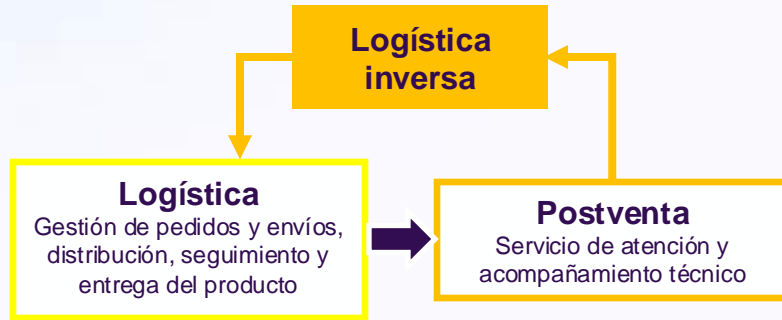 Logística
inversa
Logística
Gestión de pedidos y envíos,
distribución, seguimiento y
entrega del producto
Postventa
Servicio de atención y
acompañamiento técnico